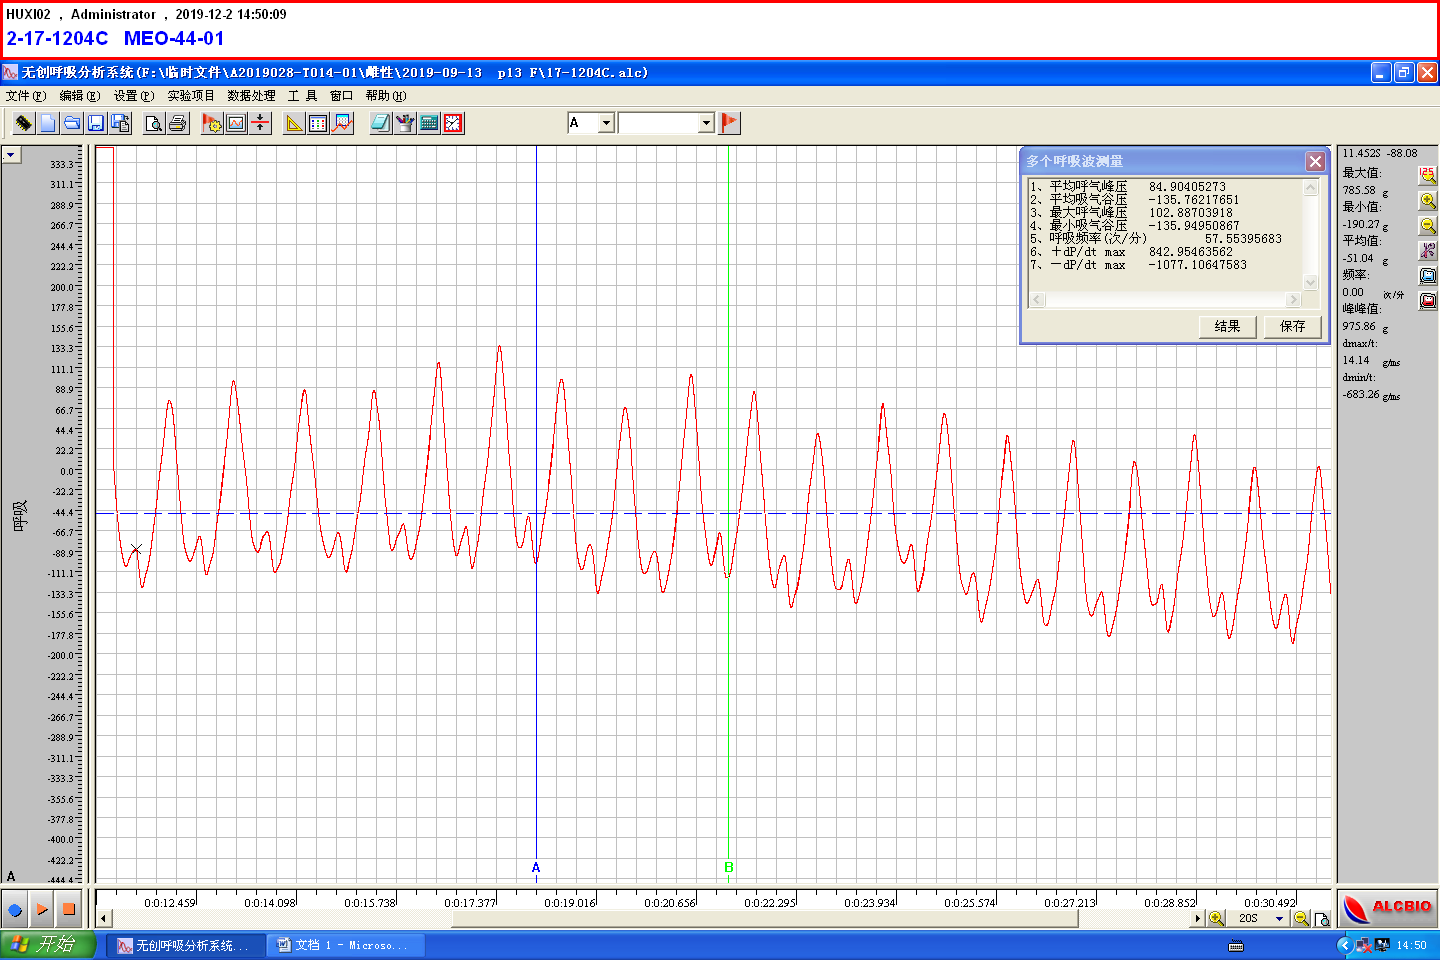 HUXI02 , Administrator , 2019-12-2 14:50:09
2-17-1204C MEO-44-01
无创呼吸分析系统(F:\临时文件\A2019028-T014-01\雌性\2019-09-13 p13 F\17-1204C.alc)
文件(F) 编辑(E) 设置(P) 实验项目 数据处理 工 具 窗口 帮助(H)
A
333.3
311.1
288.9
266.7
244.4
222.2
200.0
177.8
155.6
133.3
111.1
88.9
66.7
44.4
22.2
0.0
-22.2
-44.4
-66.7
-88.9
-111.1
-133.3
-155.6
-177.8
-200.0
-222.2
-244.4
-266.7
-288.9
-311.1
-333.3
-355.6
-377.8
-400.0
-422.2
-444.4
呼吸
A
多个呼吸波测量
1、平均呼气峰压 84.90405273
2、平均吸气谷压 -135.76217651
3、最大呼气峰压 102.88703918
4、最小吸气谷压 -135.94950867
5、呼吸频率(次/分) 57.55395683
6、＋dP/dt max 842.95463562
7、－dP/dt max -1077.10647583
结果 保存
11.452S -88.08
最大值:
785.58 g
最小值:
-190.27 g
平均值:
-51.04 g
频率:
0.00 次/分
峰峰值:
975.86 g
dmax/t:
14.14 g/ms
dmin/t:
-683.26 g/ms
125
A B
0:0:12.459 0:0:14.098 0:0:15.738 0:0:17.377 0:0:19.016 0:0:20.656 0:0:22.295 0:0:23.934 0:0:25.574 0:0:27.213 0:0:28.852 0:0:30.492
20S
ALCBIO
开始 无创呼吸分析系统... 文档 1 - Microso... 14:50